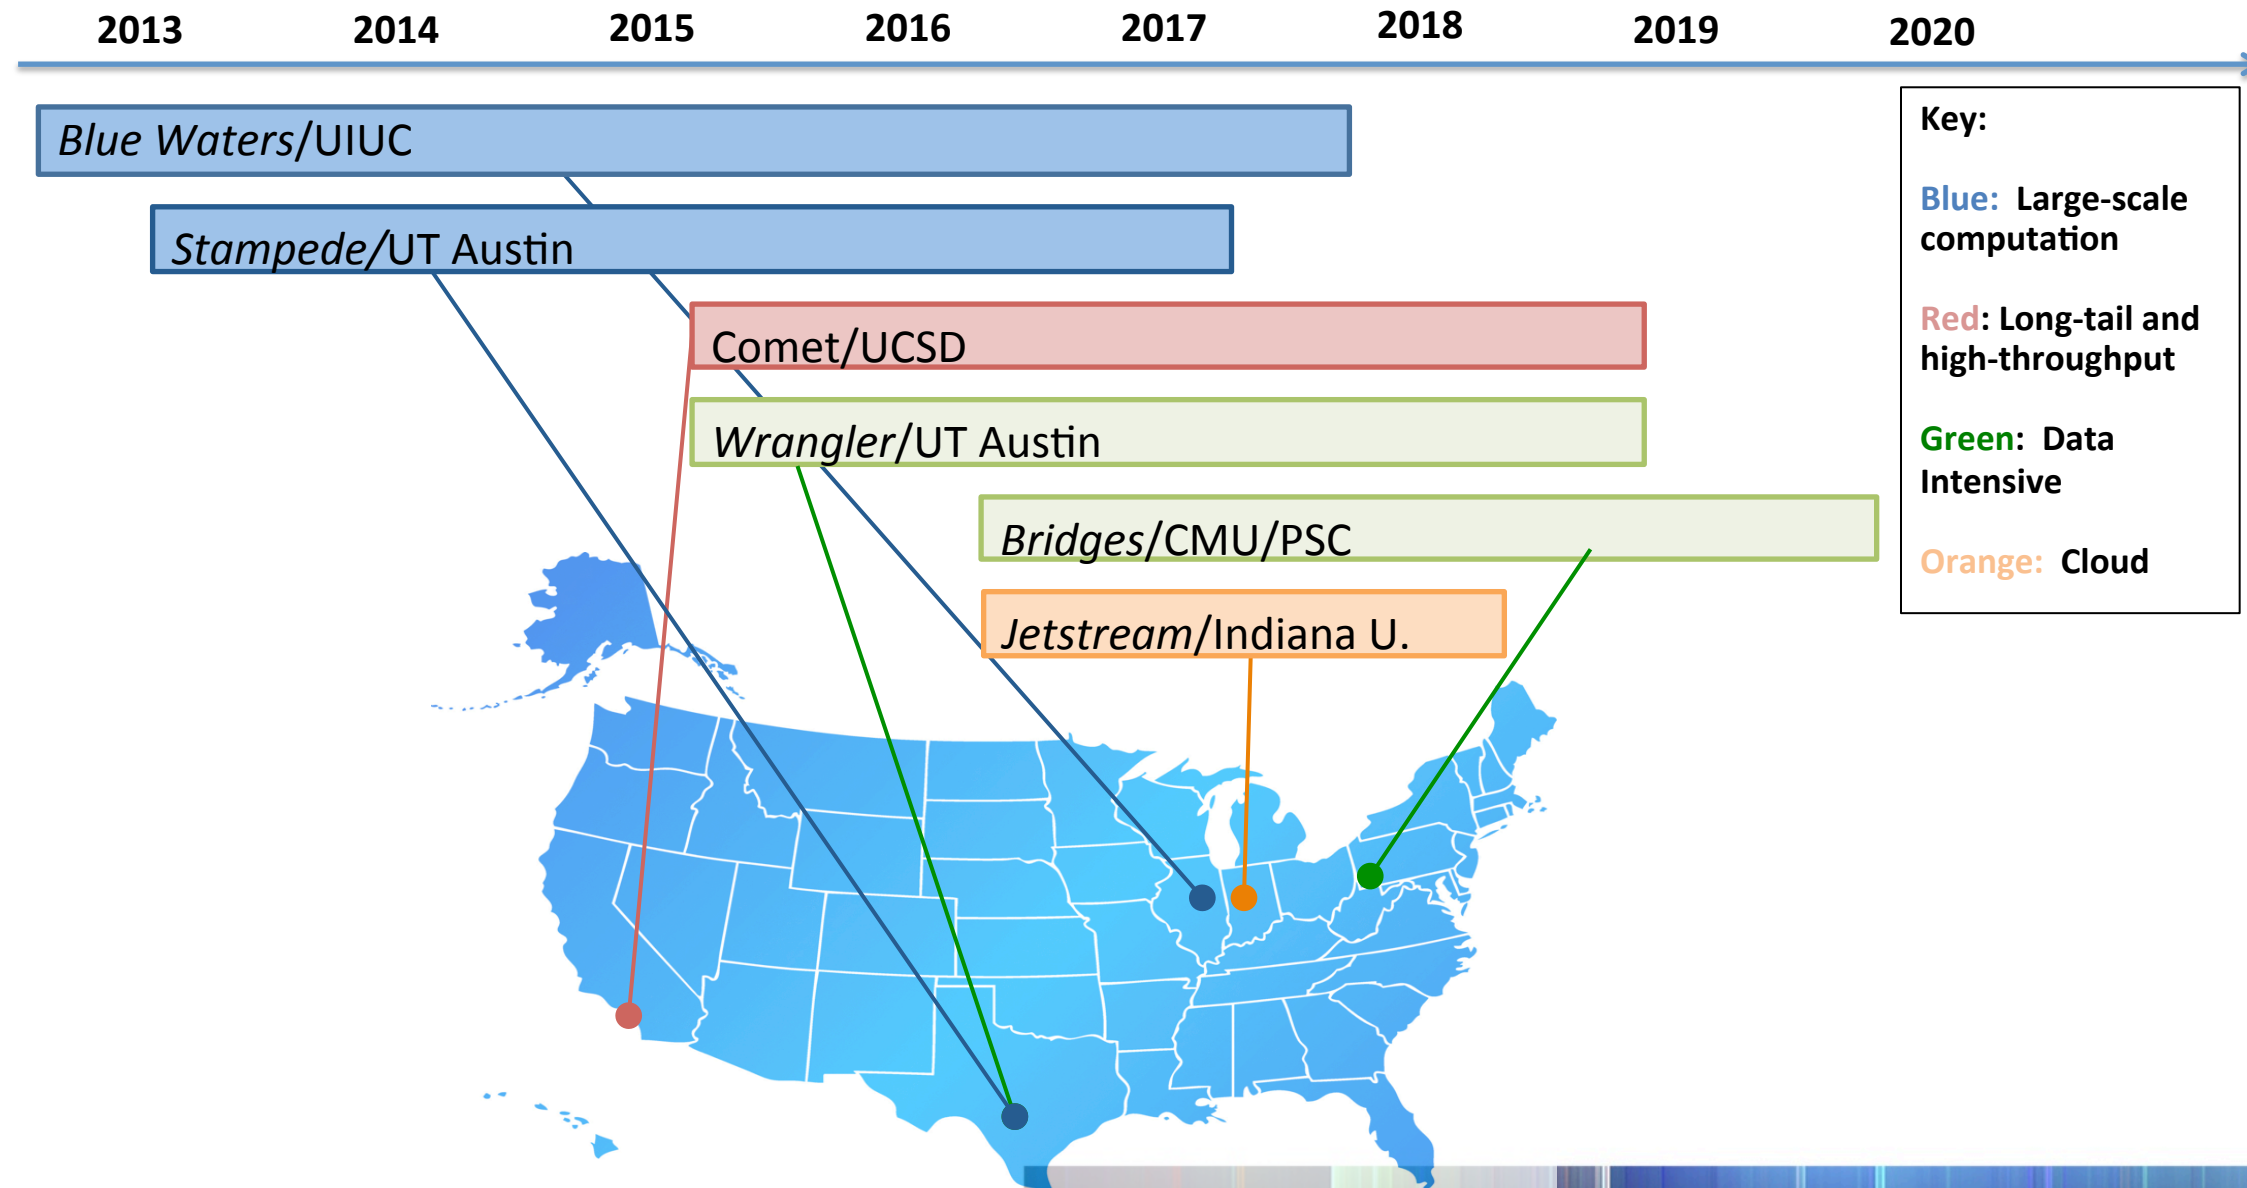 2013 2014 2015 2016 2017 2018 2019 2020
Blue Waters/UIUC
Stampede/UT Austin
Comet/UCSD
Wrangler/UT Austin
Bridges/CMU/PSC
Jetstream/Indiana U.
Key:
Blue: Large-scale
computation
Red: Long-tail and
high-throughput
Green: Data
Intensive
Orange: Cloud